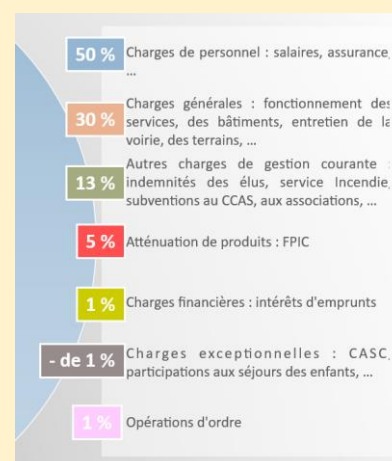 50 % Charges de personnel : salaires, assurance,
...
Charges générales : fonctionnement des
30 % services, des bâtiments, entretien de la
voirie, des terrains, ...
Autres charges de gestion courante :
13 % indemnités des élus, service Incendie,
subventions au CCAS, aux associations, ...
5 % Atténuation de produits : FPIC
1 % Charges financières : intérêts d'emprunts
- de 1 % Charges exceptionnelles : CASC,
participations aux séjours des enfants, ...
1 % Opérations d'ordre